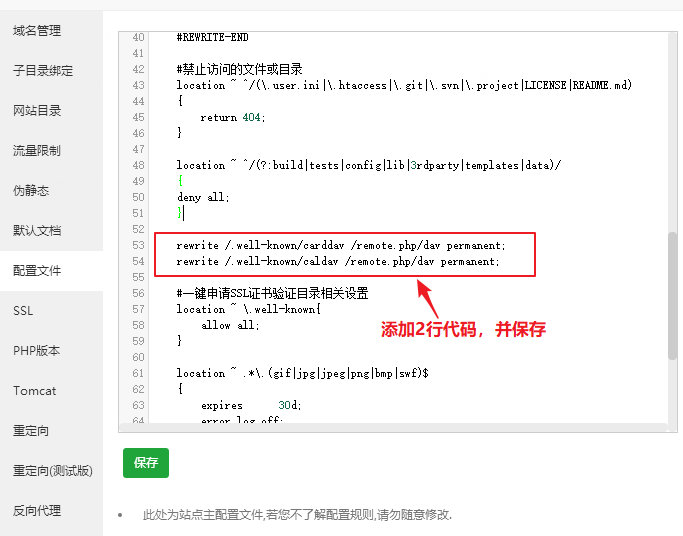 域名管理
子目录绑定
网站目录
流量限制
伪静态
默认文档
配置文件
SSL
PHP版本
Tomcat
重定向
重定向(测试版)
反向代理
40 #REWRITE-END
41
42 #禁止访问的文件或目录
43 location ~ ^/(\.user.ini|\.htaccess|\.git|\.svn|\.project|LICENSE|README.md)
44 {
45 return 404;
46 }
47
48 location ~ ^/(?:build|tests|config|lib|3rdparty|templates|data)/
49 {
50 deny all;
51 }
52
53 rewrite /.well-known/carddav /remote.php/dav permanent;
54 rewrite /.well-known/caldav /remote.php/dav permanent;
55
56 #一键申请SSL证书验证目录相关设置
57 location ~ \.well-known{
58 allow all;
59 }
添加2行代码，并保存
60
61 location ~ .*\.(gif|jpg|jpeg|png|bmp|swf)$
62 {
63 expires 30d;
64 error_log off;
保存
此处为站点主配置文件,若您不了解配置规则,请勿随意修改.